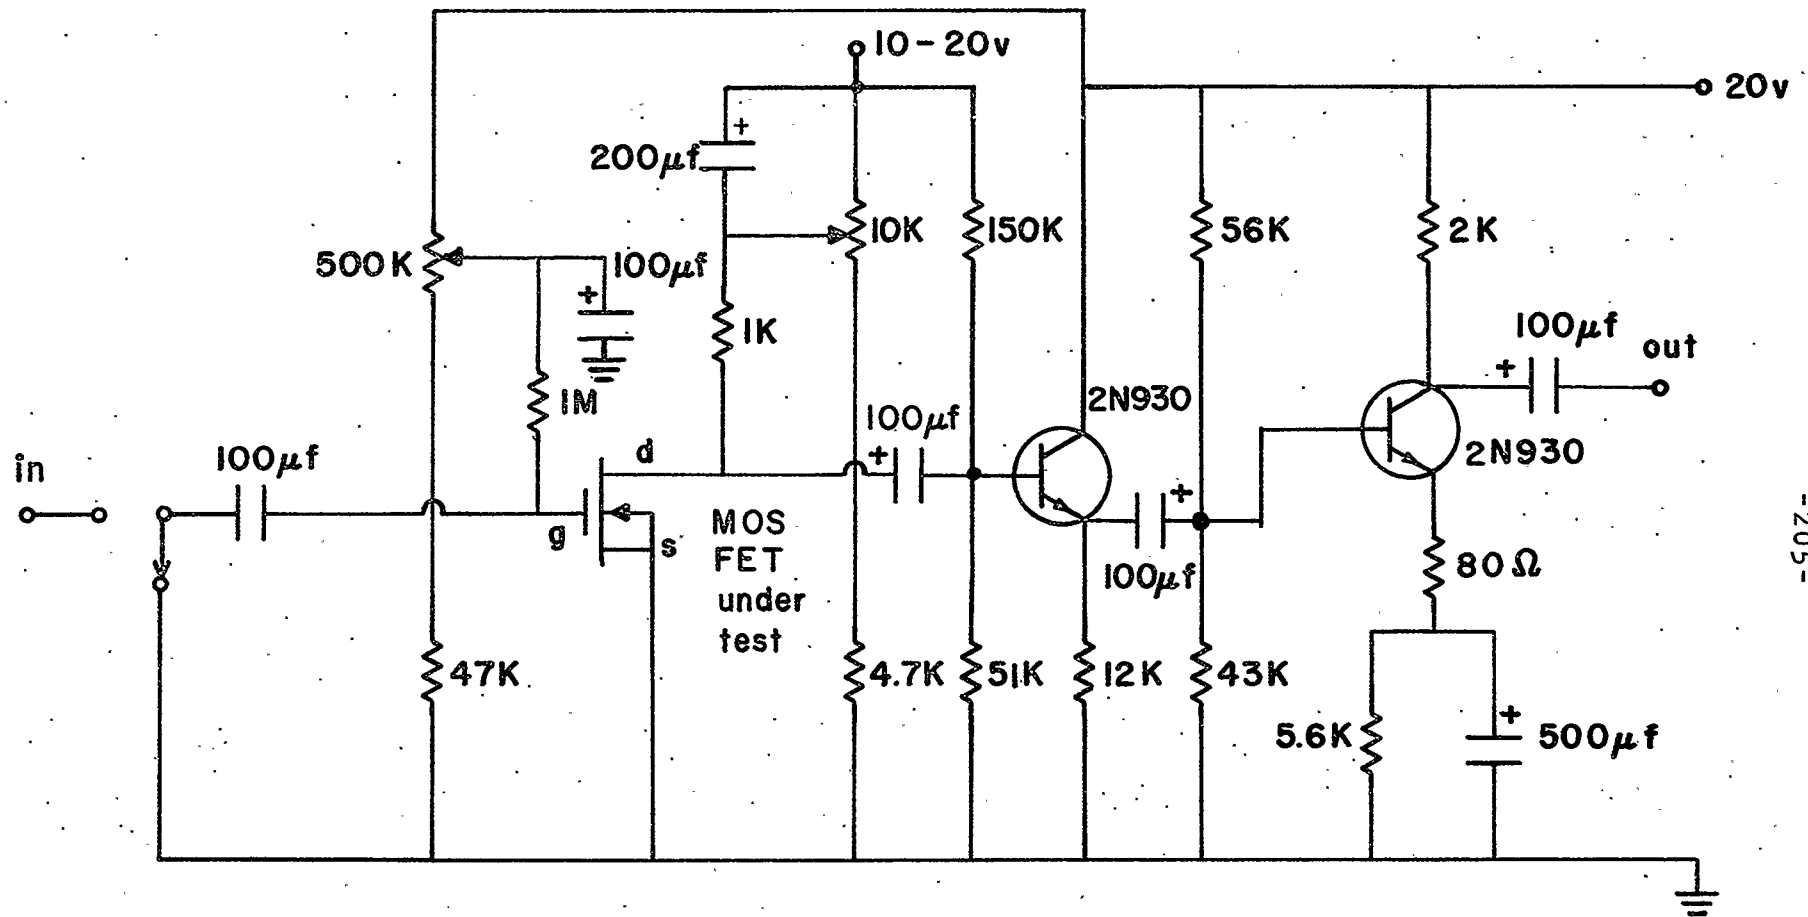 10-20v
20v
+
200μf
500K
100μf
+
10K
150K
56K
2K
1K
1M
100μf
out
+
2N930
100μf
+
in
100μf
d
g
s
MOS
FET
under
test
+
100μf
2N930
80Ω
47K
4.7K
51K
12K
43K
5.6K
+
500μf
-205-